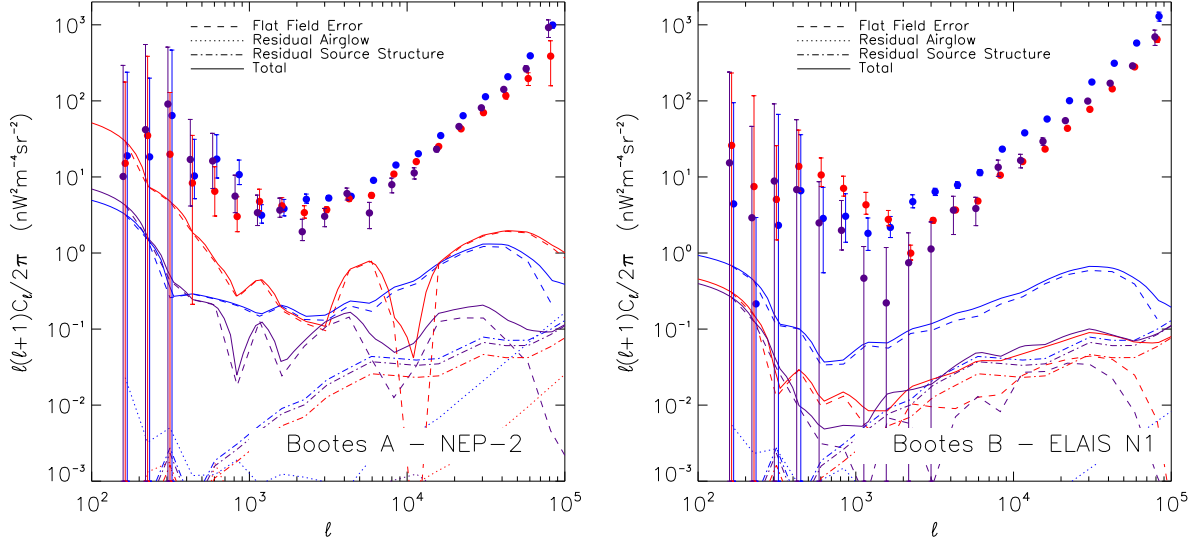 Flat Field Error
Residual Airglow
Residual Source Structure
Total
Bootes A − NEP−2
10³
10²
10¹
10⁰
10⁻¹
10⁻²
10⁻³
ℓ(ℓ+1)Cℓ/2π (nW²m⁻⁴sr⁻²)
10² 10³ 10⁴ 10⁵
ℓ
Flat Field Error
Residual Airglow
Residual Source Structure
Total
Bootes B − ELAIS N1
10³
10²
10¹
10⁰
10⁻¹
10⁻²
10⁻³
ℓ(ℓ+1)Cℓ/2π (nW²m⁻⁴sr⁻²)
10² 10³ 10⁴ 10⁵
ℓ